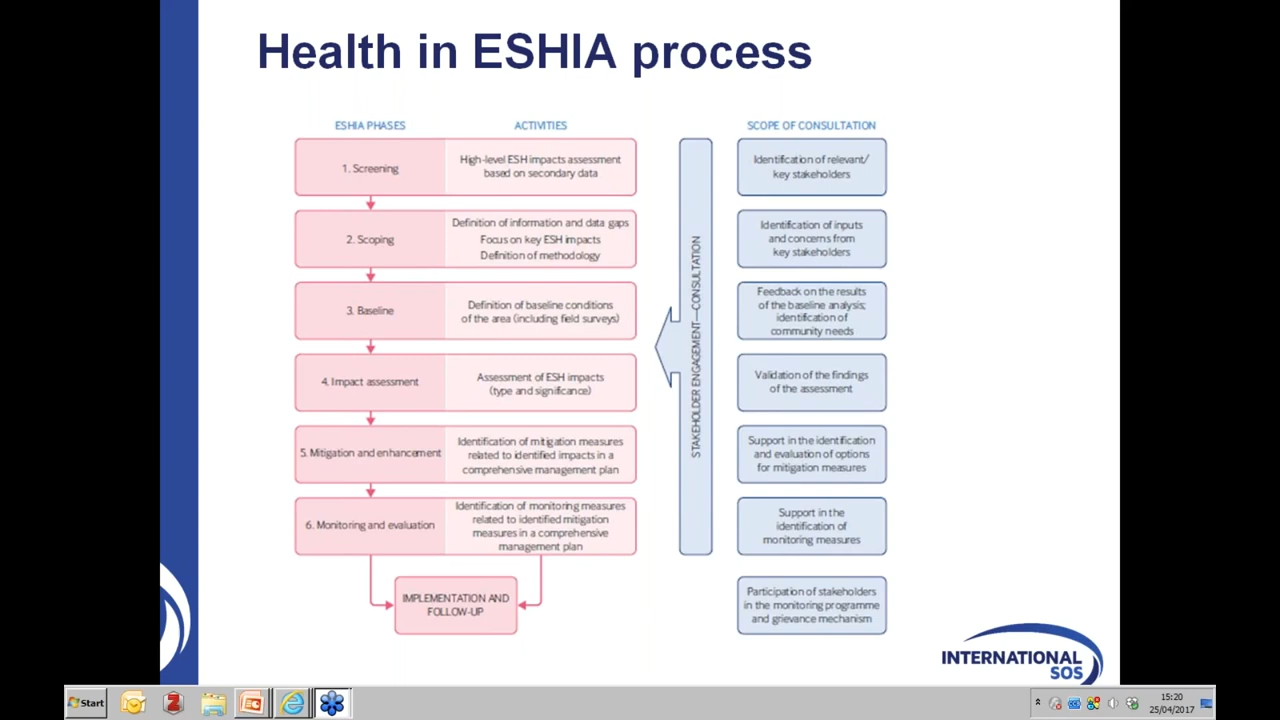 Health in ESHIA process
ESHIA PHASES
ACTIVITIES
SCOPE OF CONSULTATION
1. Screening
High-level ESH impacts assessment
based on secondary data
Identification of relevant/
key stakeholders
2. Scoping
Definition of information and data gaps
Focus on key ESH impacts
Definition of methodology
Identification of inputs
and concerns from
key stakeholders
3. Baseline
Definition of baseline conditions
of the area (including field surveys)
Feedback on the results
of the baseline analysis;
identification of
community needs
4. Impact assessment
Assessment of ESH impacts
(type and significance)
Validation of the findings
of the assessment
5. Mitigation and enhancement
Identification of mitigation measures
related to identified impacts in a
comprehensive management plan
Support in the identification
and evaluation of options
for mitigation measures
6. Monitoring and evaluation
Identification of monitoring measures
related to identified mitigation
measures in a comprehensive
management plan
Support in the
identification of
monitoring measures
STAKEHOLDER ENGAGEMENT—CONSULTATION
IMPLEMENTATION AND
FOLLOW-UP
Participation of stakeholders
in the monitoring programme
and grievance mechanism
INTERNATIONAL
SOS
Start
15:20
25/04/2017